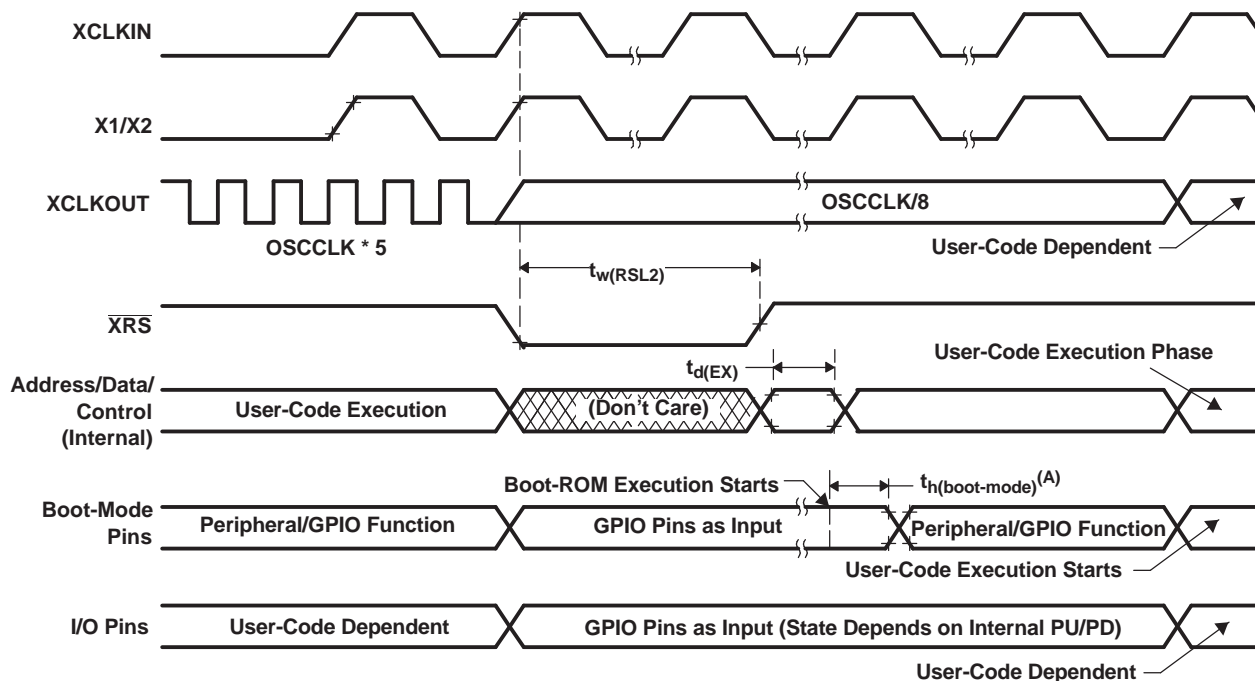 XCLKIN
X1/X2
XCLKOUT
OSCCLK * 5
OSCCLK/8
User-Code Dependent
tw(RSL2)
XRS
td(EX)
User-Code Execution Phase
Address/Data/
Control
(Internal)
User-Code Execution
(Don't Care)
Boot-ROM Execution Starts
th(boot-mode)(A)
Boot-Mode
Pins
Peripheral/GPIO Function
GPIO Pins as Input
Peripheral/GPIO Function
User-Code Execution Starts
I/O Pins
User-Code Dependent
GPIO Pins as Input (State Depends on Internal PU/PD)
User-Code Dependent